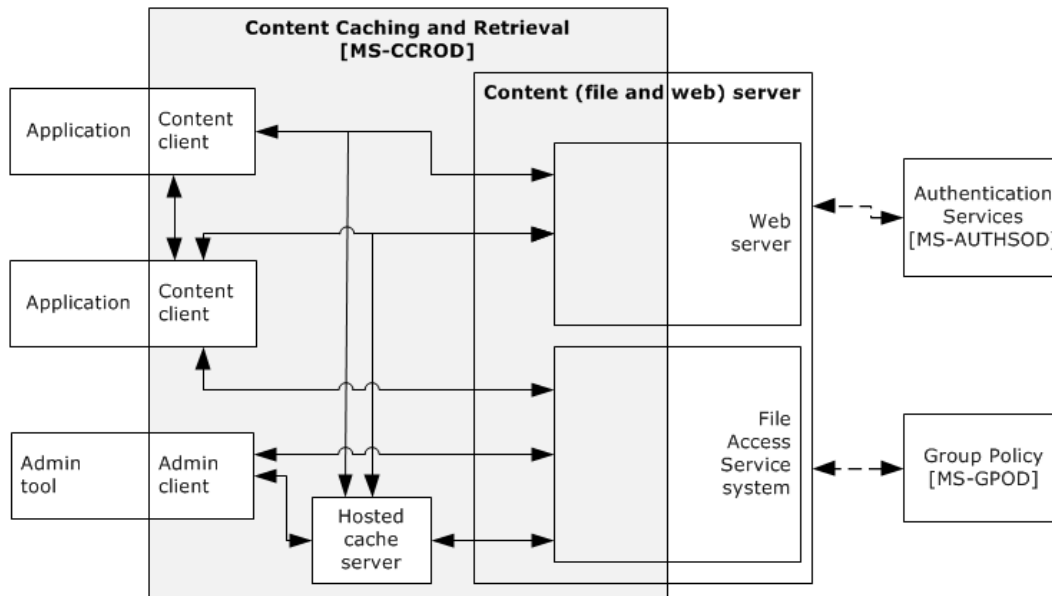 Content Caching and Retrieval
[MS-CCROD]
Content (file and web) server
Application
Content
client
Web
server
Authentication
Services
[MS-AUTHSOD]
Application
Content
client
File
Access
Service
system
Admin
tool
Admin
client
Group Policy
[MS-GPOD]
Hosted
cache
server